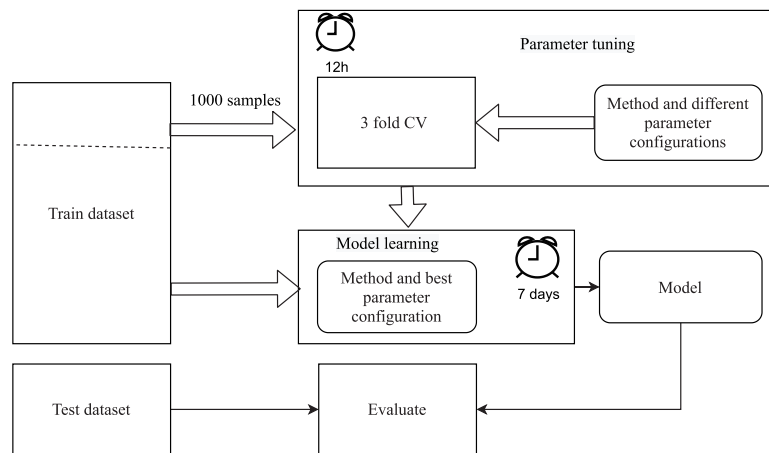 Parameter tuning
12h
1000 samples
3 fold CV
Method and different
parameter
configurations
Train dataset
Model learning
Method and best
parameter
configuration
7 days
Model
Test dataset
Evaluate